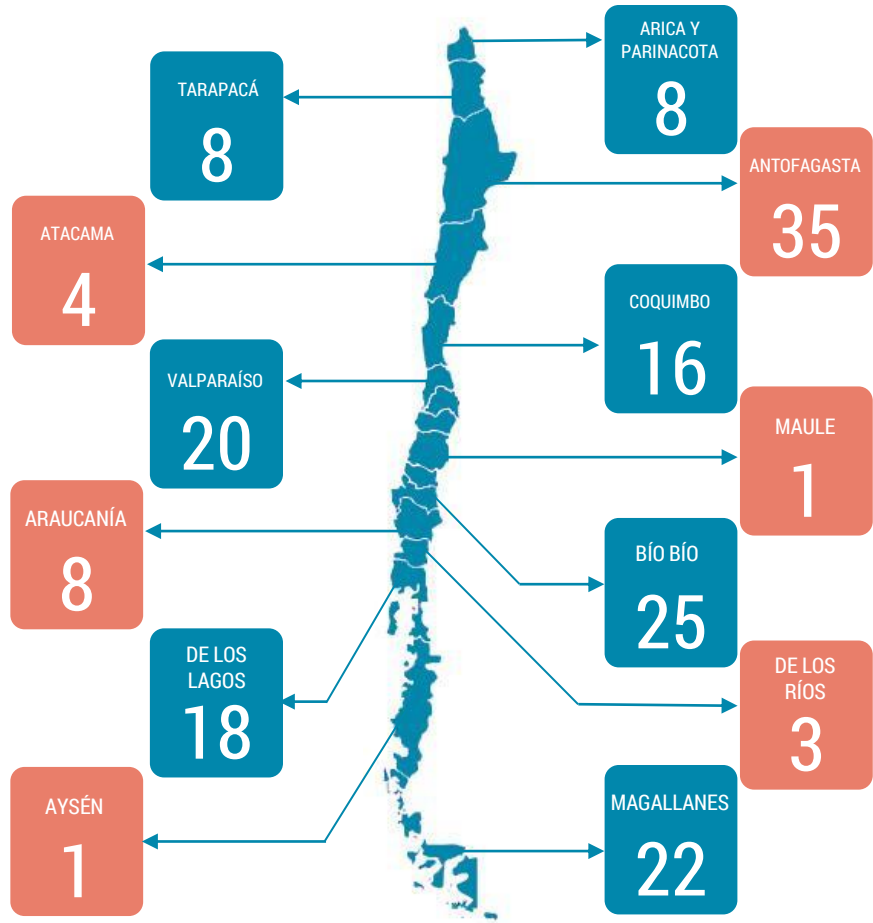 ARICA Y
PARINACOTA
8
TARAPACÁ
8
ANTOFAGASTA
35
ATACAMA
4
COQUIMBO
16
VALPARAÍSO
20
MAULE
1
ARAUCANÍA
8
BÍO BÍO
25
DE LOS
LAGOS
18
DE LOS
RÍOS
3
AYSÉN
1
MAGALLANES
22